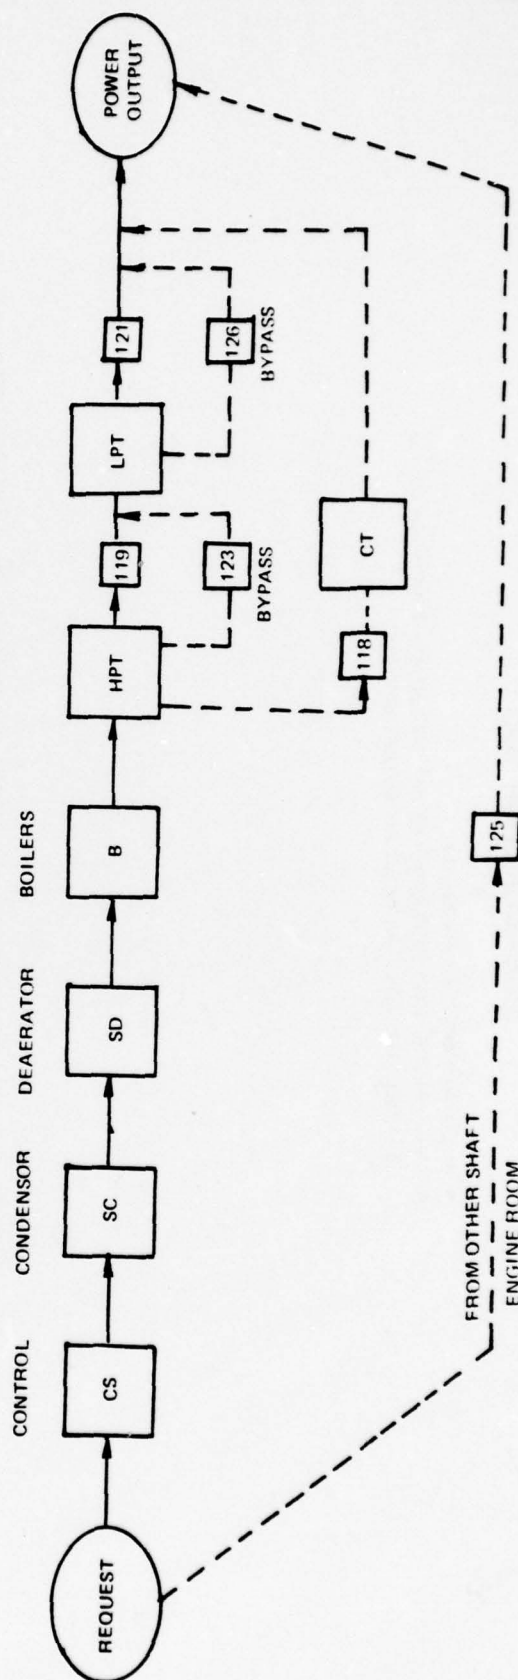 CONTROL
CONDENSOR
DEAERATOR
BOILERS
REQUEST
CS
SC
SD
B
HPT
119
LPT
121
POWER
OUTPUT
123
BYPASS
126
BYPASS
118
CT
FROM OTHER SHAFT
ENGINE ROOM
125